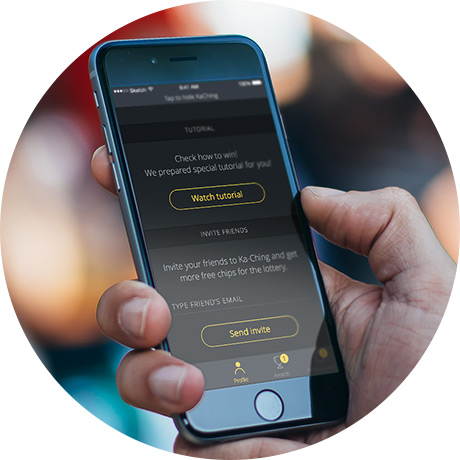 Sketch
9:41 AM
100%
Tap to hide KaChing
TUTORIAL
Check how to win!
We prepared special tutorial for you!
Watch tutorial
INVITE FRIENDS
Invite your friends to Ka-Ching and get
more free chips for the lottery.
TYPE FRIEND'S EMAIL
Send invite
1
Profile
Awards